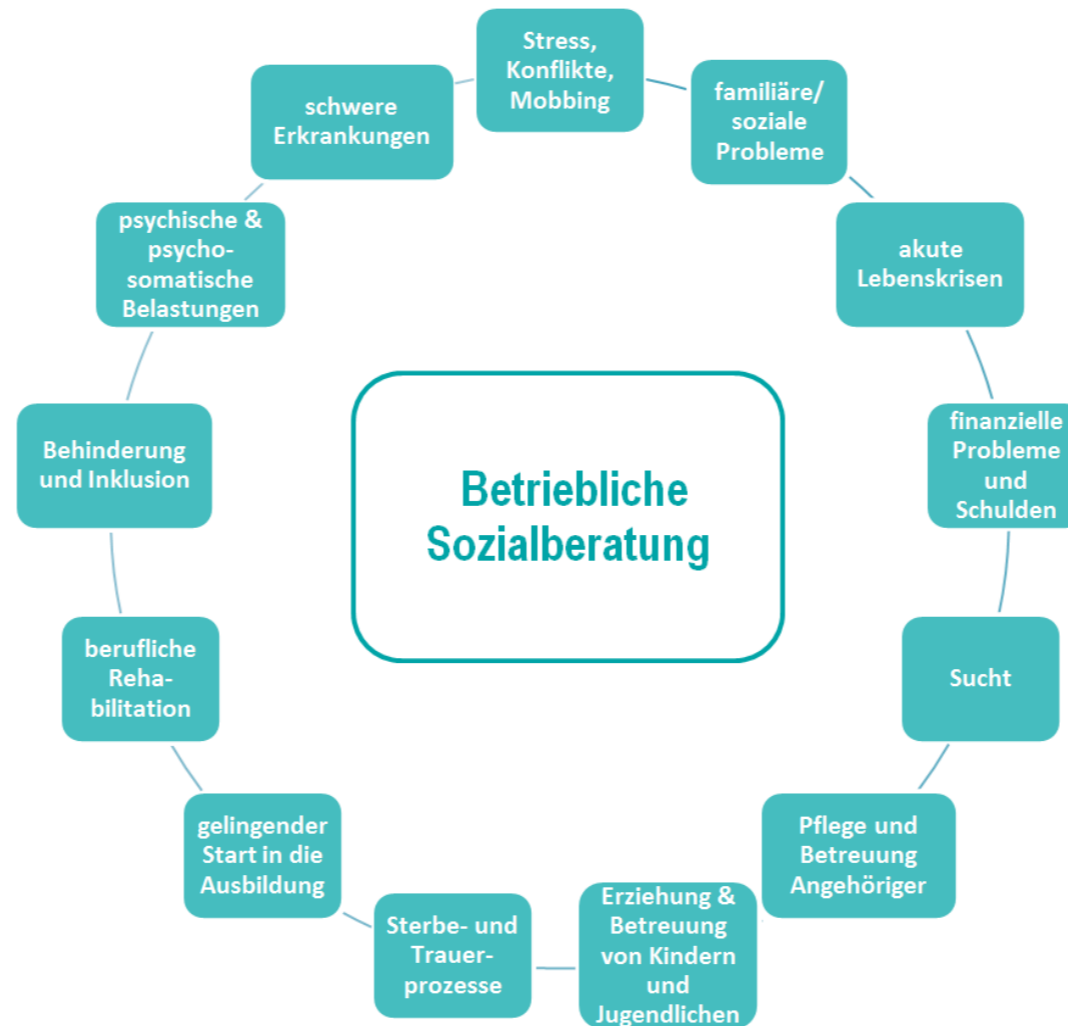 Stress,
Konflikte,
Mobbing
familiäre/
soziale
Probleme
akute
Lebenskrisen
finanzielle
Probleme
und
Schulden
Sucht
Pflege und
Betreuung
Angehöriger
Erziehung &
Betreuung
von Kindern
und
Jugendlichen
Sterbe- und
Trauer-
prozesse
gelingender
Start in die
Ausbildung
berufliche
Reha-
bilitation
Behinderung
und Inklusion
psychische &
psycho-
somatische
Belastungen
schwere
Erkrankungen
Betriebliche
Sozialberatung